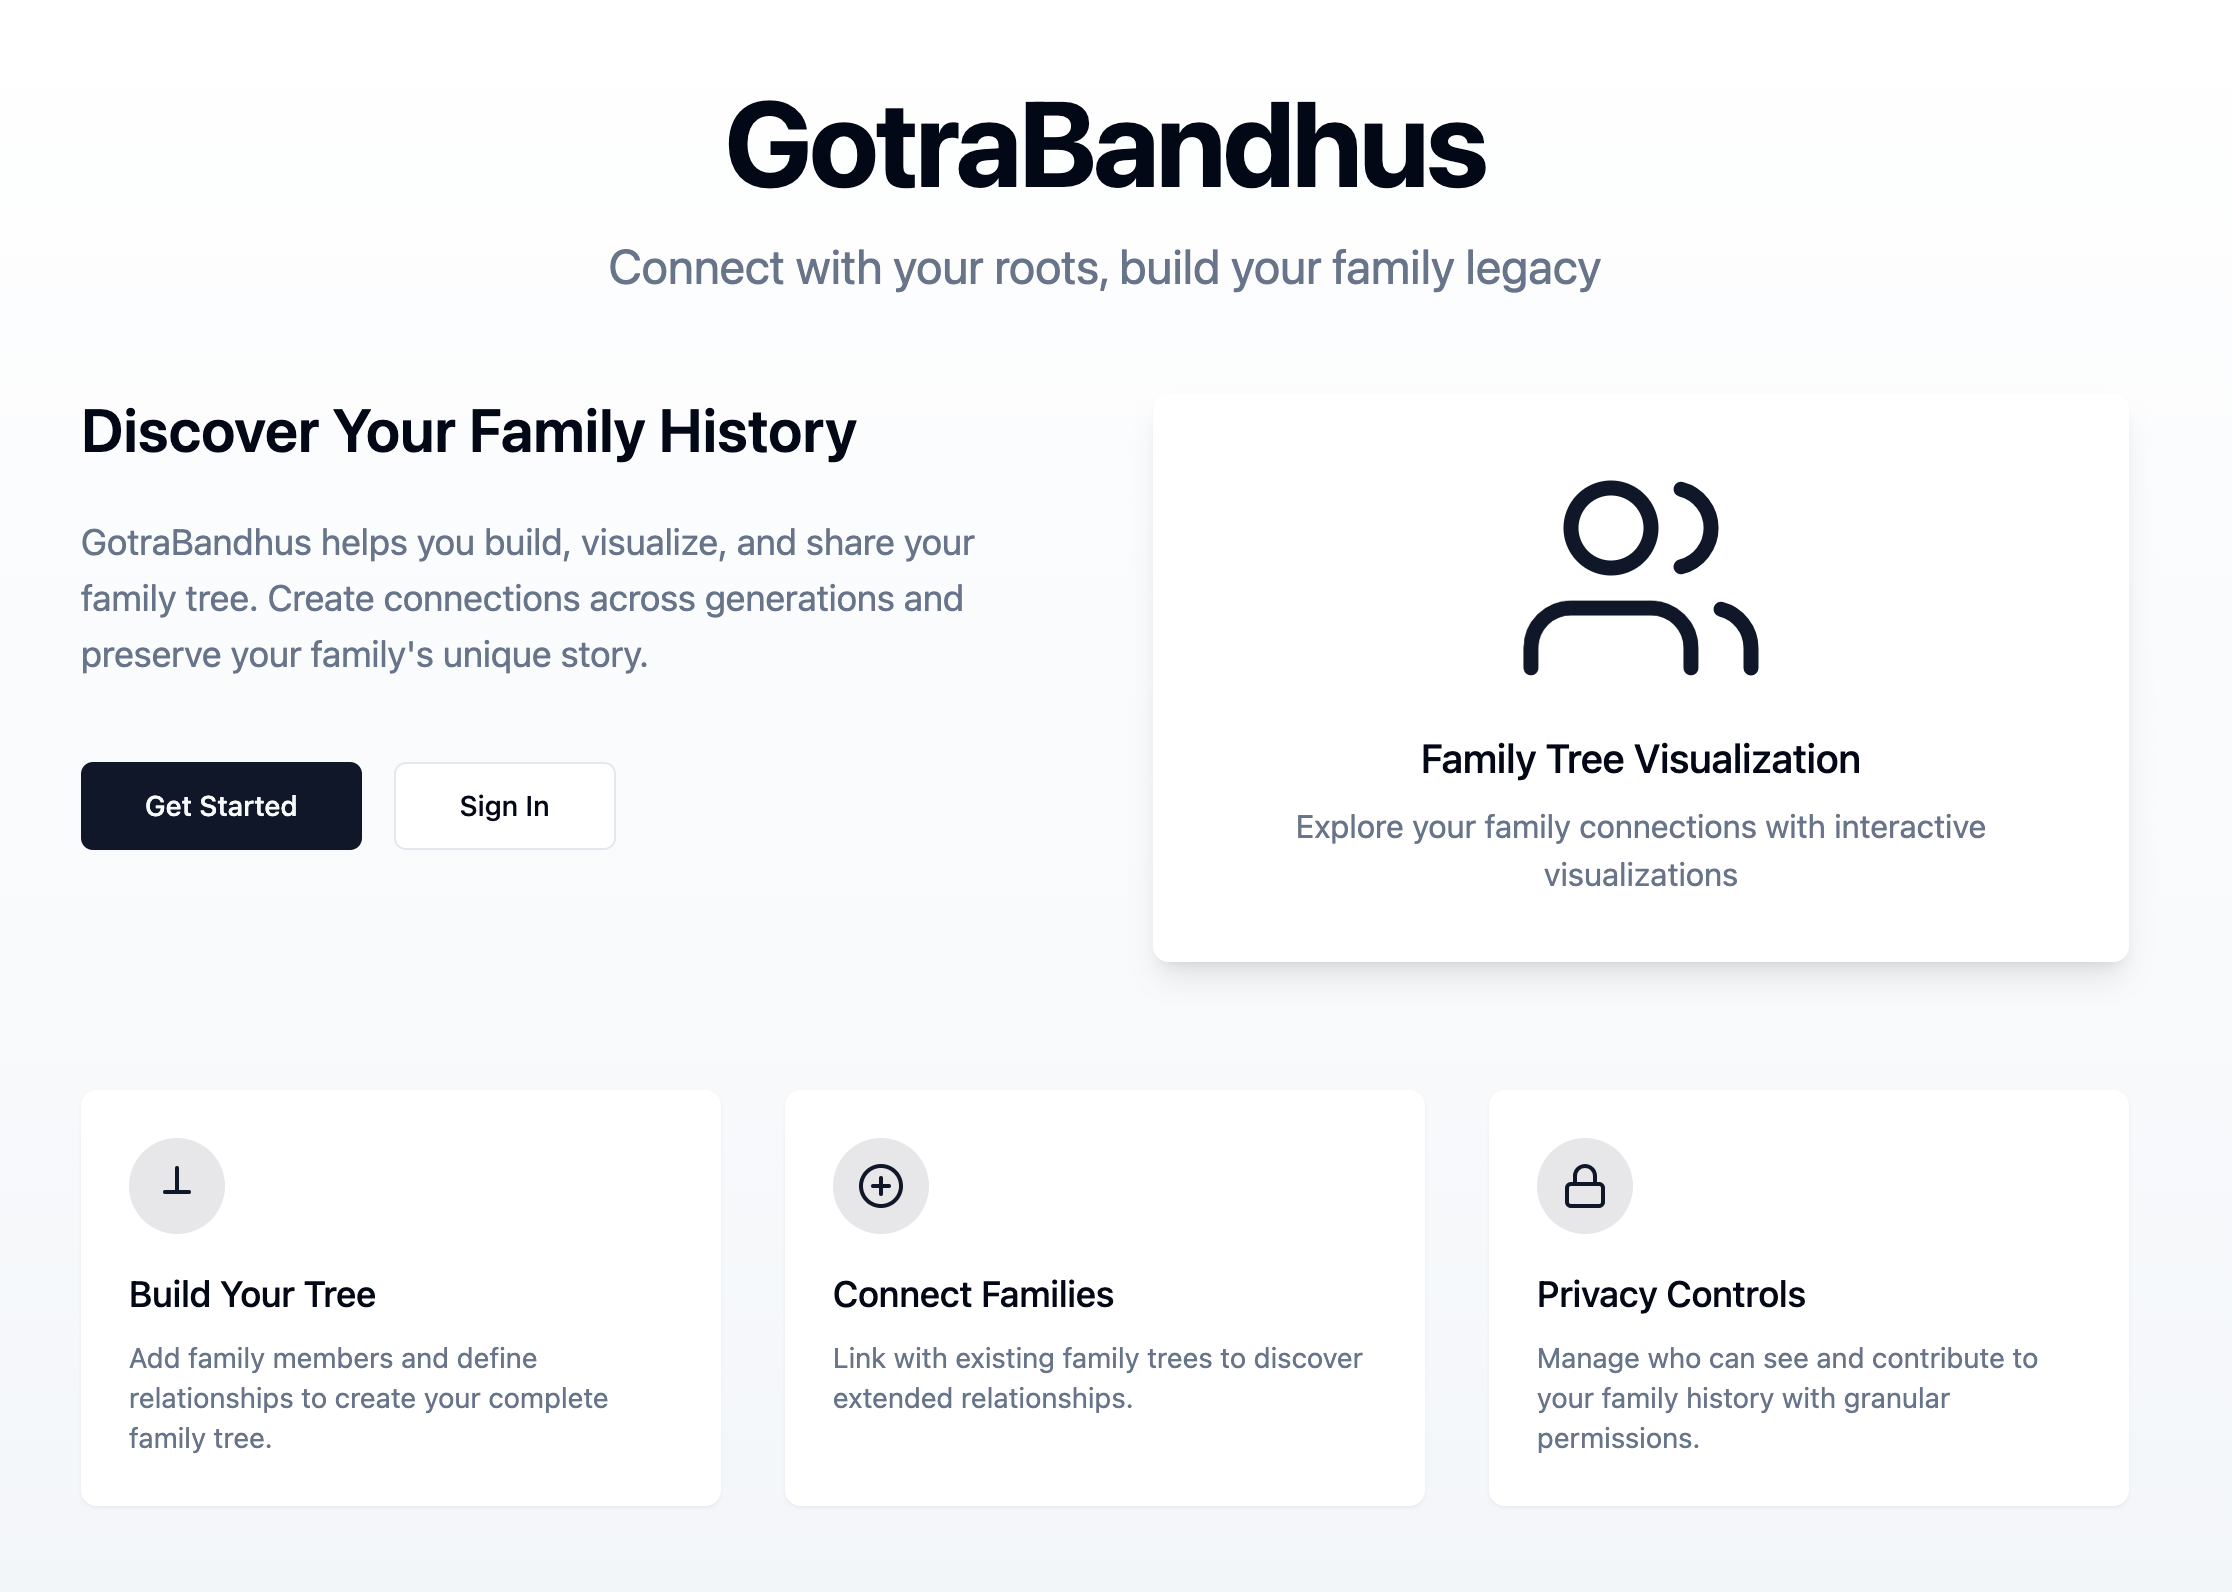 GotraBandhus
Connect with your roots, build your family legacy
Discover Your Family History
GotraBandhus helps you build, visualize, and share your
family tree. Create connections across generations and
preserve your family's unique story.
Get Started
Sign In
Family Tree Visualization
Explore your family connections with interactive
visualizations
Build Your Tree
Add family members and define
relationships to create your complete
family tree.
Connect Families
Link with existing family trees to discover
extended relationships.
Privacy Controls
Manage who can see and contribute to
your family history with granular
permissions.